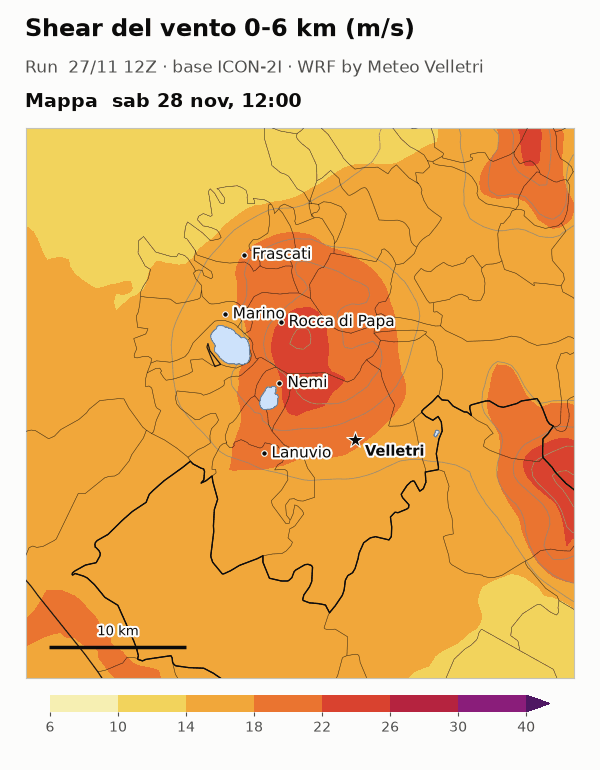 Shear del vento 0-6 km (m/s)
Run  27/11 12Z · base ICON-2I · WRF by Meteo Velletri
Mappa  sab 28 nov, 12:00
Frascati
Marino
Rocca di Papa
Nemi
Velletri
Lanuvio
10 km
6 10 14 18 22 26 30 40